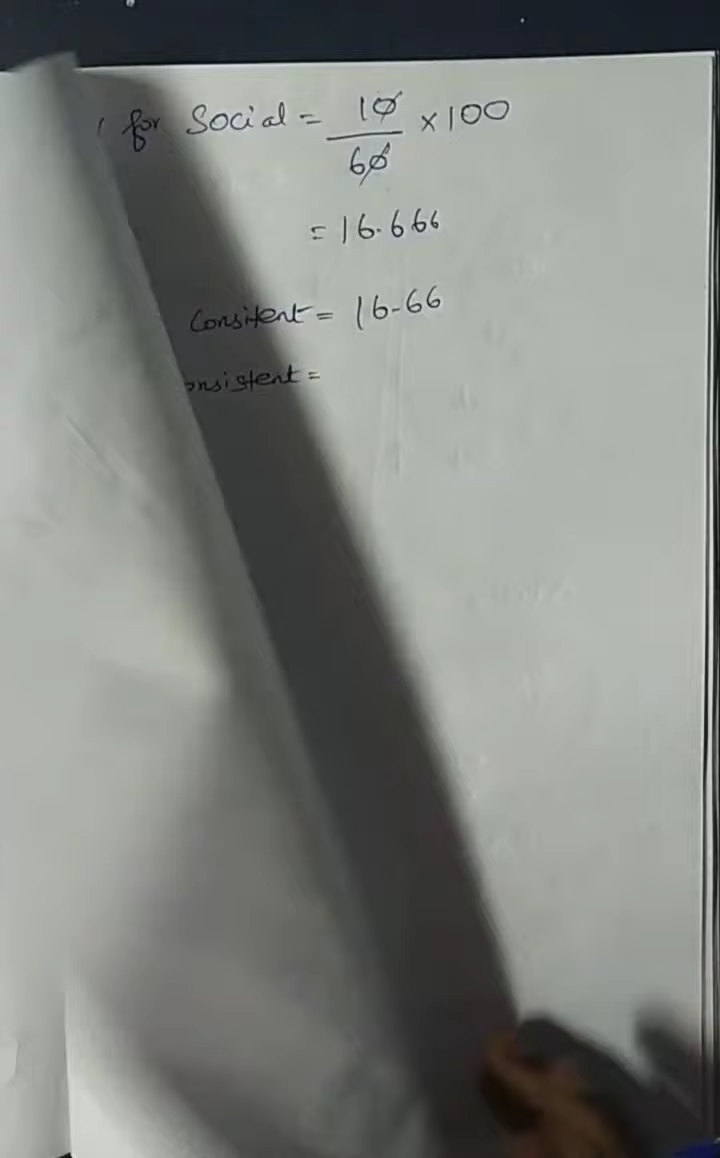 for Social = 10/60 × 100
= 16.666
Consitent = 16.66
onsistent =